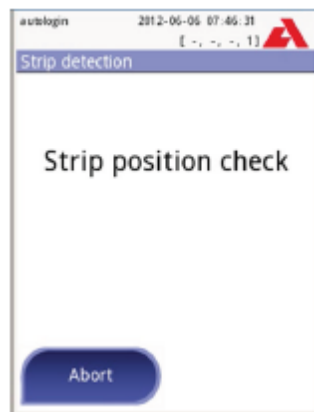 autologin 2012-06-06 07:46:31
[ -, -, -, 1]
Strip detection
Strip position check
Abort